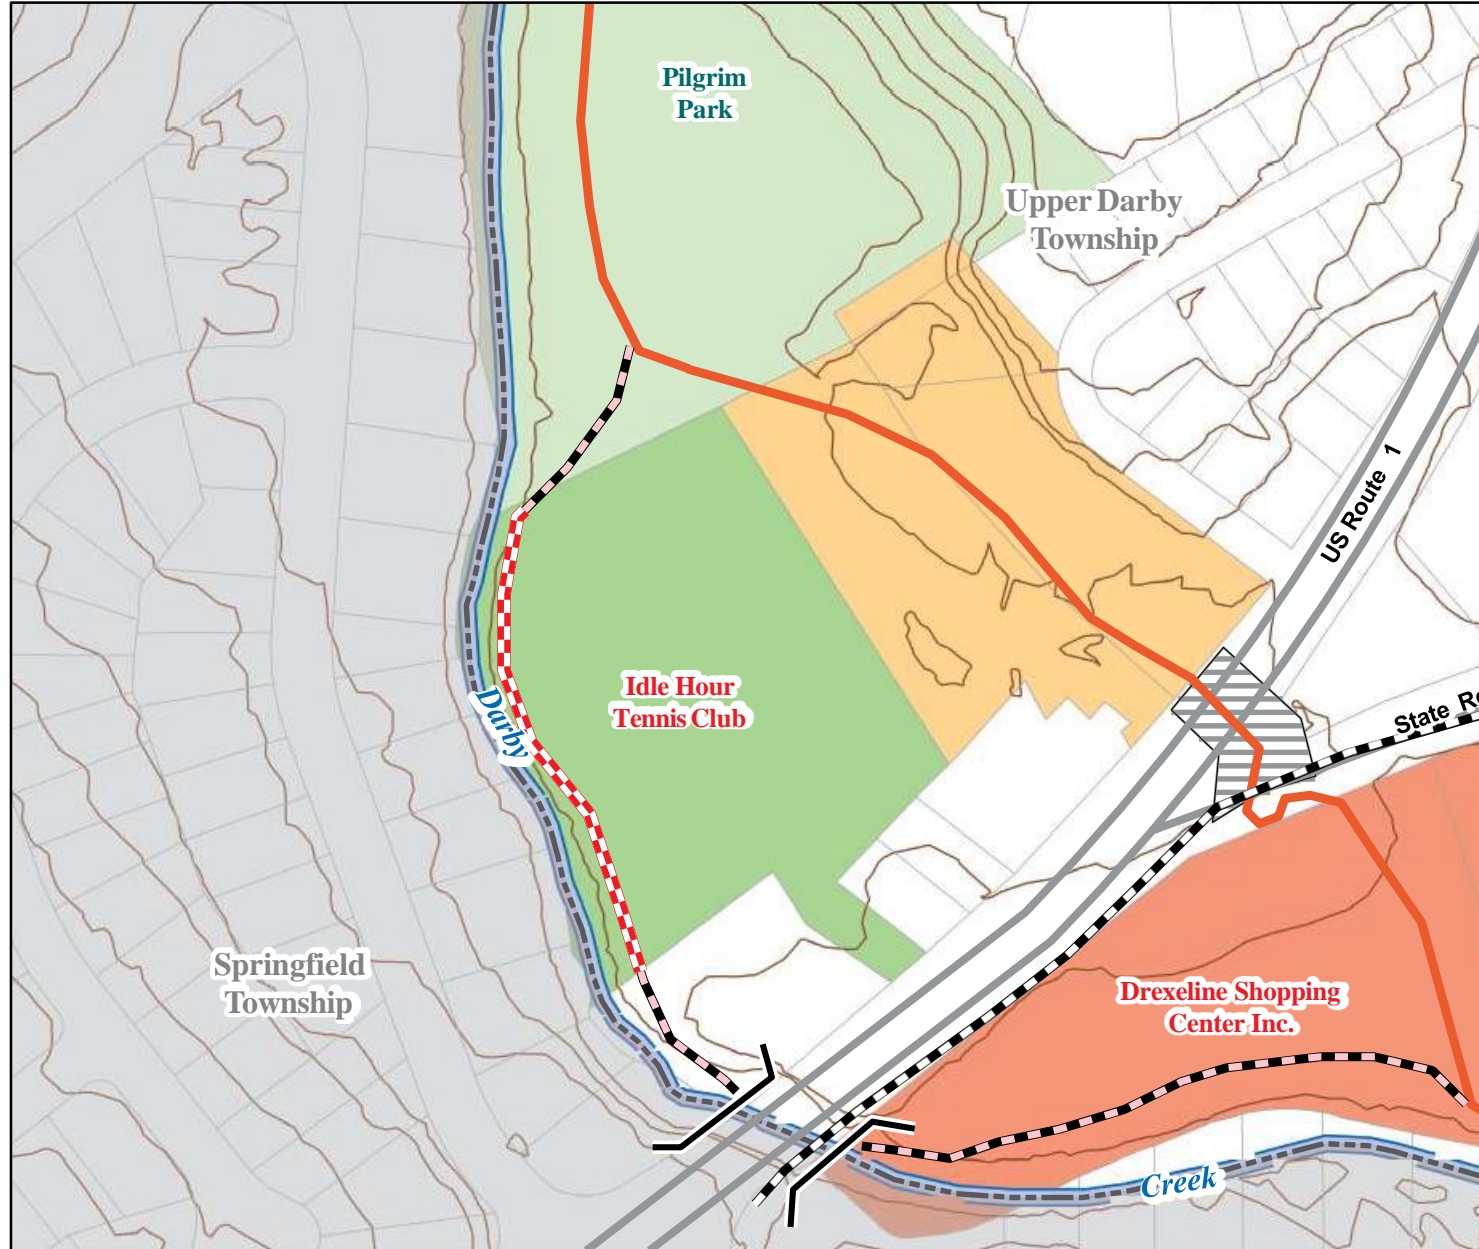 Pilgrim
Park
Upper Darby
Township
US Route 1
Idle Hour
Tennis Club
Darby
State Ro
Springfield
Township
Drexeline Shopping
Center Inc.
Creek